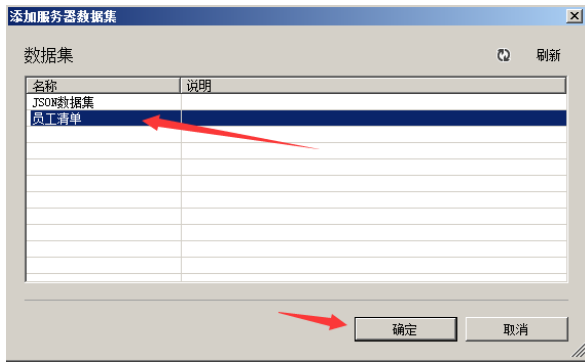 添加服务器数据集
数据集 刷新
名称 说明
JSON数据集
员工清单
确定 取消